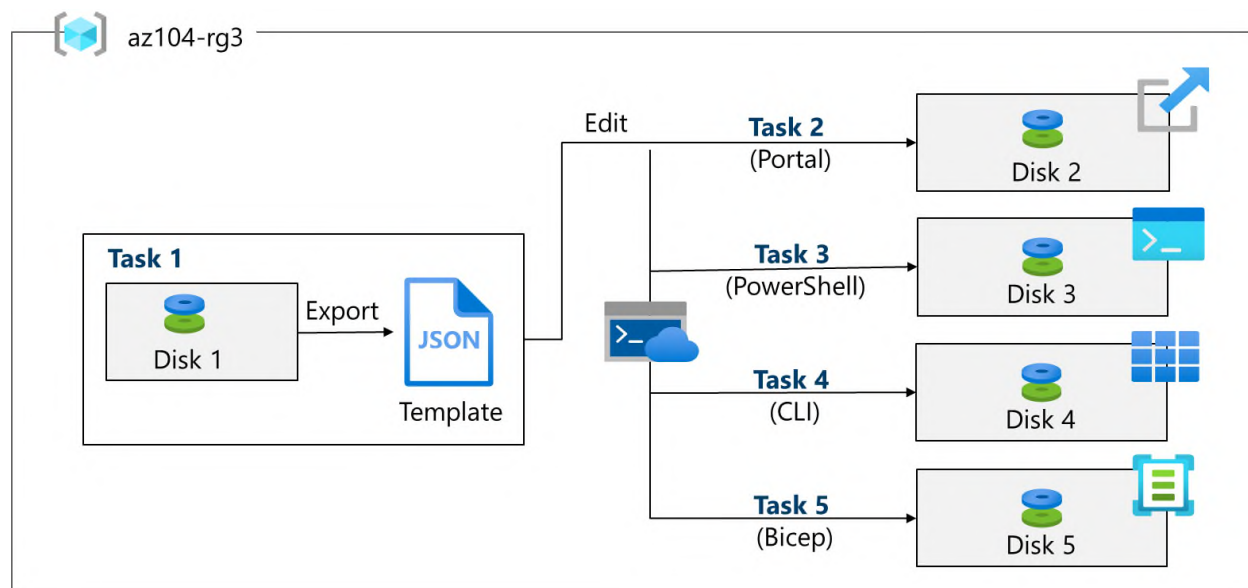 az104-rg3
Task 1
Disk 1
Export
JSON
Template
Edit
Task 2
(Portal)
Disk 2
Task 3
(PowerShell)
Disk 3
>_
>_
Task 4
(CLI)
Disk 4
Task 5
(Bicep)
Disk 5